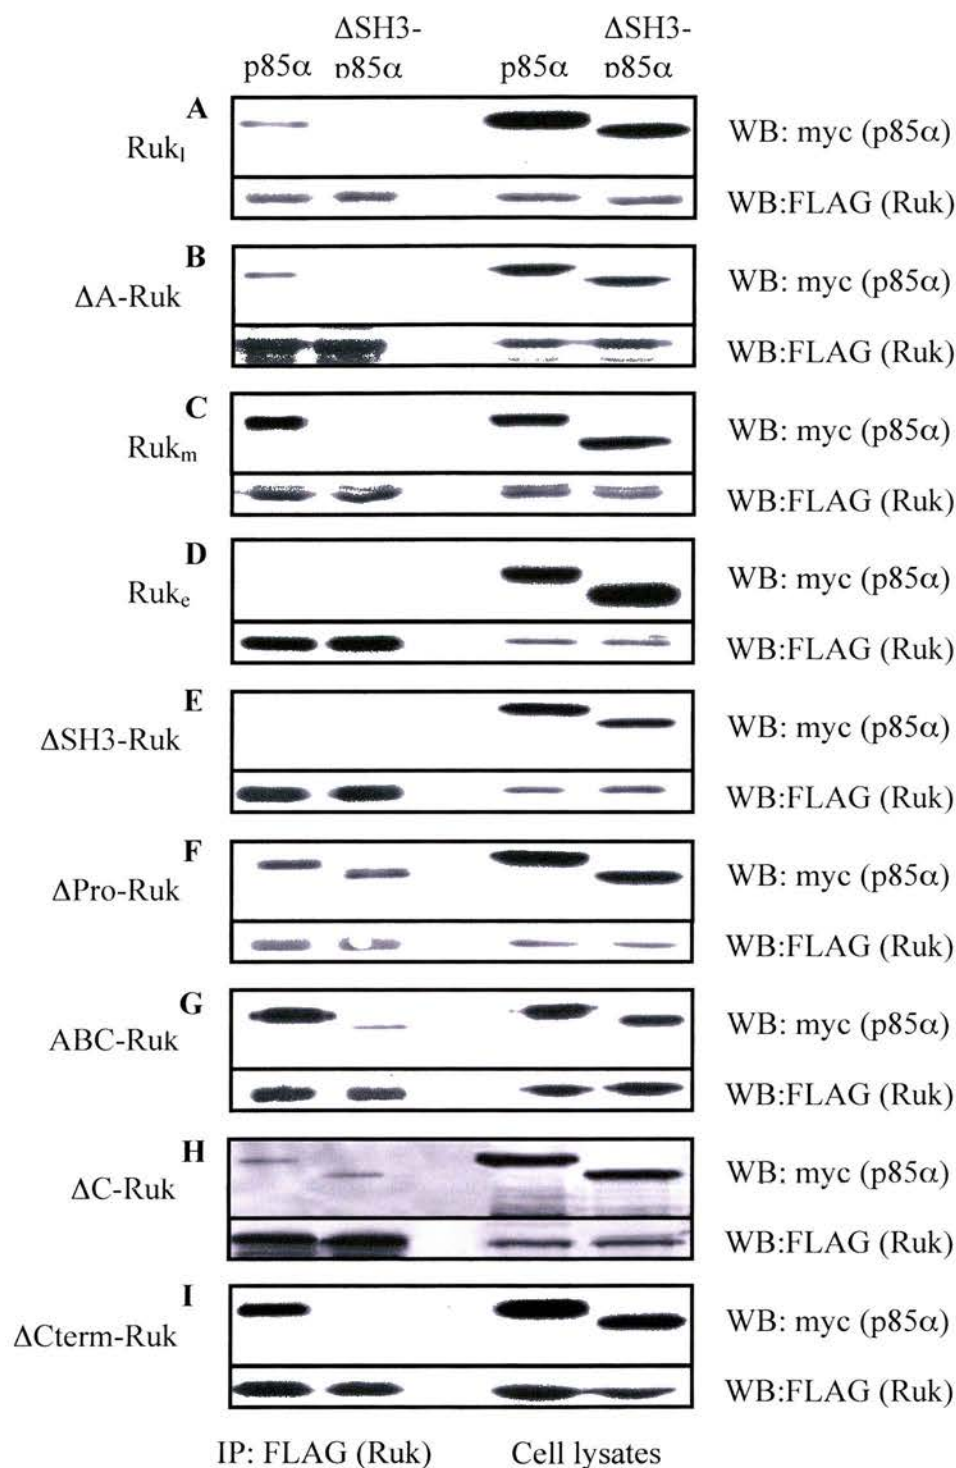 ΔSH3- ΔSH3-
p85α p85α p85α p85α
A
Rukl
WB: myc (p85α)
WB:FLAG (Ruk)
B
ΔA-Ruk
WB: myc (p85α)
WB:FLAG (Ruk)
C
Rukm
WB: myc (p85α)
WB:FLAG (Ruk)
D
Ruke
WB: myc (p85α)
WB:FLAG (Ruk)
E
ΔSH3-Ruk
WB: myc (p85α)
WB:FLAG (Ruk)
F
ΔPro-Ruk
WB: myc (p85α)
WB:FLAG (Ruk)
G
ABC-Ruk
WB: myc (p85α)
WB:FLAG (Ruk)
H
ΔC-Ruk
WB: myc (p85α)
WB:FLAG (Ruk)
I
ΔCterm-Ruk
WB: myc (p85α)
WB:FLAG (Ruk)
IP: FLAG (Ruk) Cell lysates